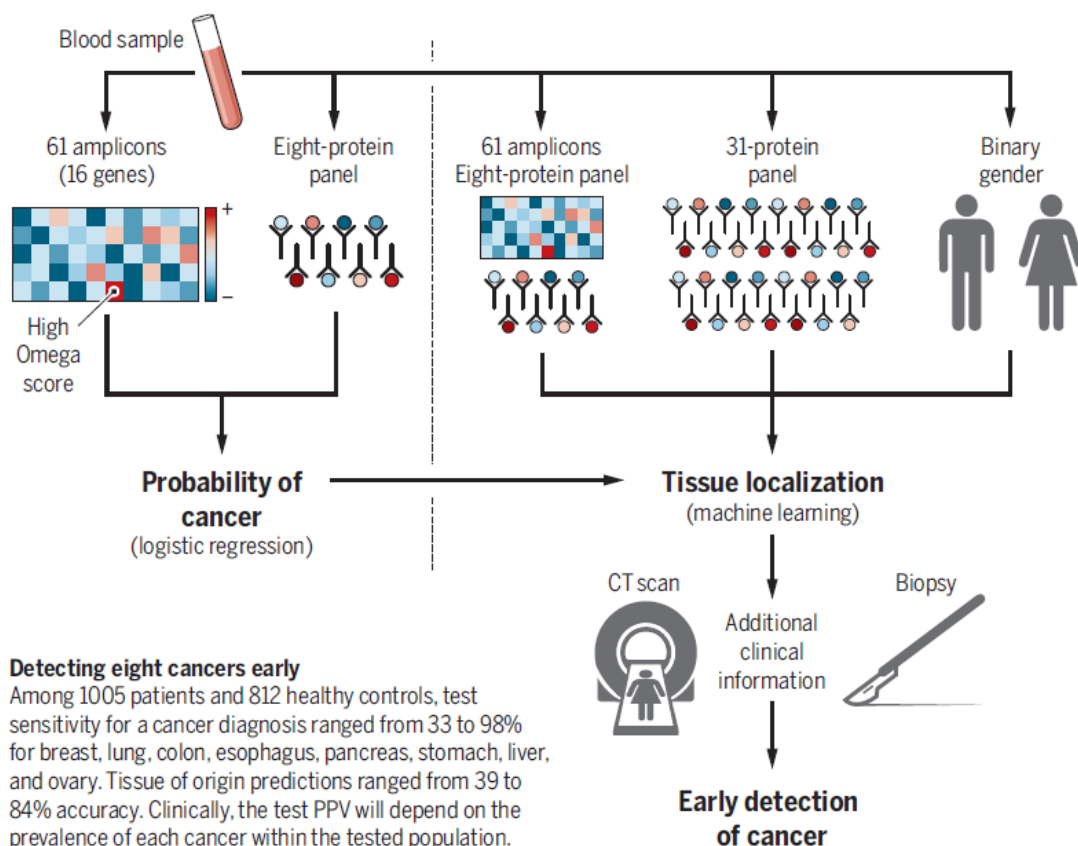 Blood sample
61 amplicons
(16 genes)
Eight-protein
panel
61 amplicons
Eight-protein panel
31-protein
panel
Binary
gender
+
–
High
Omega
score
Probability of
cancer
(logistic regression)
Tissue localization
(machine learning)
CT scan
Additional
clinical
information
Biopsy
Early detection
of cancer
Detecting eight cancers early
Among 1005 patients and 812 healthy controls, test
sensitivity for a cancer diagnosis ranged from 33 to 98%
for breast, lung, colon, esophagus, pancreas, stomach, liver,
and ovary. Tissue of origin predictions ranged from 39 to
84% accuracy. Clinically, the test PPV will depend on the
prevalence of each cancer within the tested population.